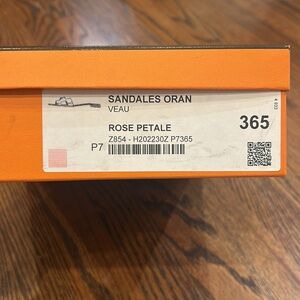 SANDALES ORAN
VEAU
365
ROSE PETALE
Z854 - H202230Z P7365
P7